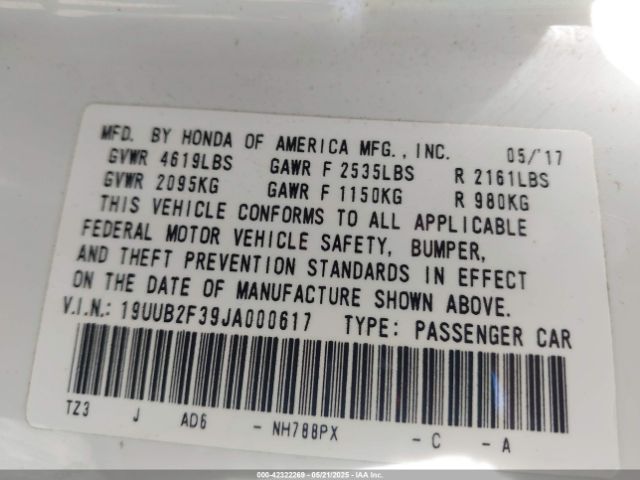 MFD. BY HONDA OF AMERICA MFG., INC. 05/'17
GVWR 4619LBS GAWR F 2535LBS R 2161LBS
GVWR 2095KG GAWR F 1150KG R 980KG
THIS VEHICLE CONFORMS TO ALL APPLICABLE
FEDERAL MOTOR VEHICLE SAFETY, BUMPER,
AND THEFT PREVENTION STANDARDS IN EFFECT
ON THE DATE OF MANUFACTURE SHOWN ABOVE.
V.I.N.: 19UUB2F39JA000617 TYPE: PASSENGER CAR
TZ3 J AD6 - NH788PX - C - A
000-42322269 - 05/21/2025 - IAA Inc.